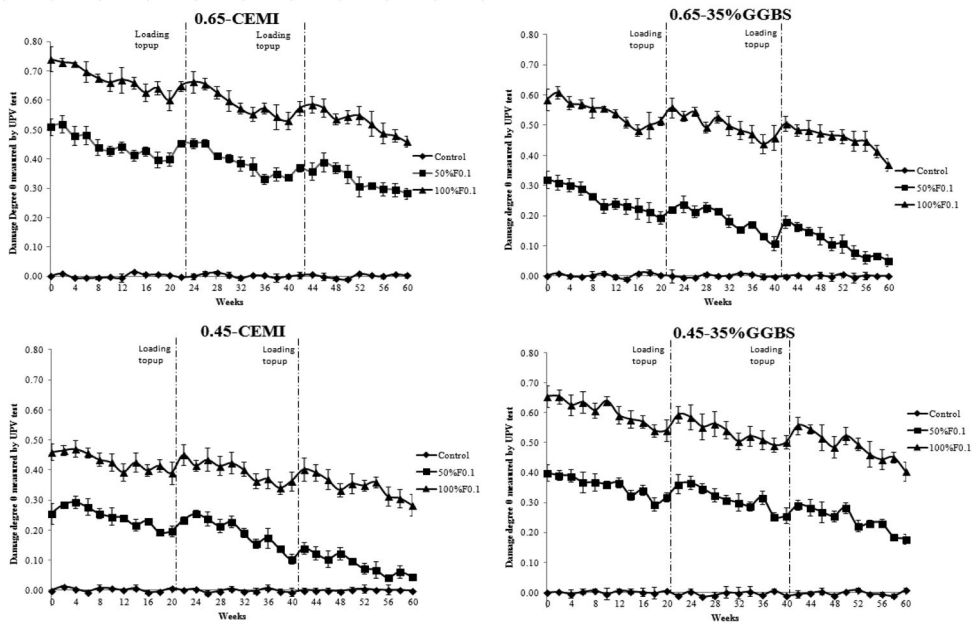 0.65-CEMI
Damage Degree θ measured by UPV test
0.80
0.70
0.60
0.50
0.40
0.30
0.20
0.10
0.00
Loading
topup
Loading
topup
Control
50%F0.1
100%F0.1
0 4 8 12 16 20 24 28 32 36 40 44 48 52 56 60
Weeks
0.65-35%GGBS
Damage degree θ measured by UPV test
0.80
0.70
0.60
0.50
0.40
0.30
0.20
0.10
0.00
Loading
topup
Loading
topup
Control
50%F0.1
100%F0.1
0 4 8 12 16 20 24 28 32 36 40 44 48 52 56 60
Weeks
0.45-CEMI
Damage degree θ measured by UPV test
0.80
0.70
0.60
0.50
0.40
0.30
0.20
0.10
0.00
Loading
topup
Loading
topup
Control
50%F0.1
100%F0.1
0 4 8 12 16 20 24 28 32 36 40 44 48 52 56 60
Weeks
0.45-35%GGBS
Damage degree θ measured by UPV test
0.80
0.70
0.60
0.50
0.40
0.30
0.20
0.10
0.00
Loading
topup
Loading
topup
Control
50%F0.1
100%F0.1
0 4 8 12 16 20 24 28 32 36 40 44 48 52 56 60
Weeks